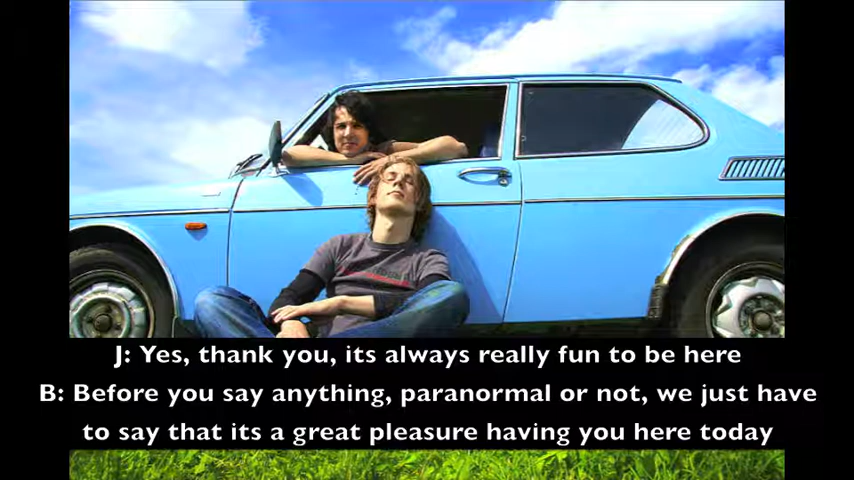 J: Yes, thank you, its always really fun to be here
B: Before you say anything, paranormal or not, we just have
to say that its a great pleasure having you here today